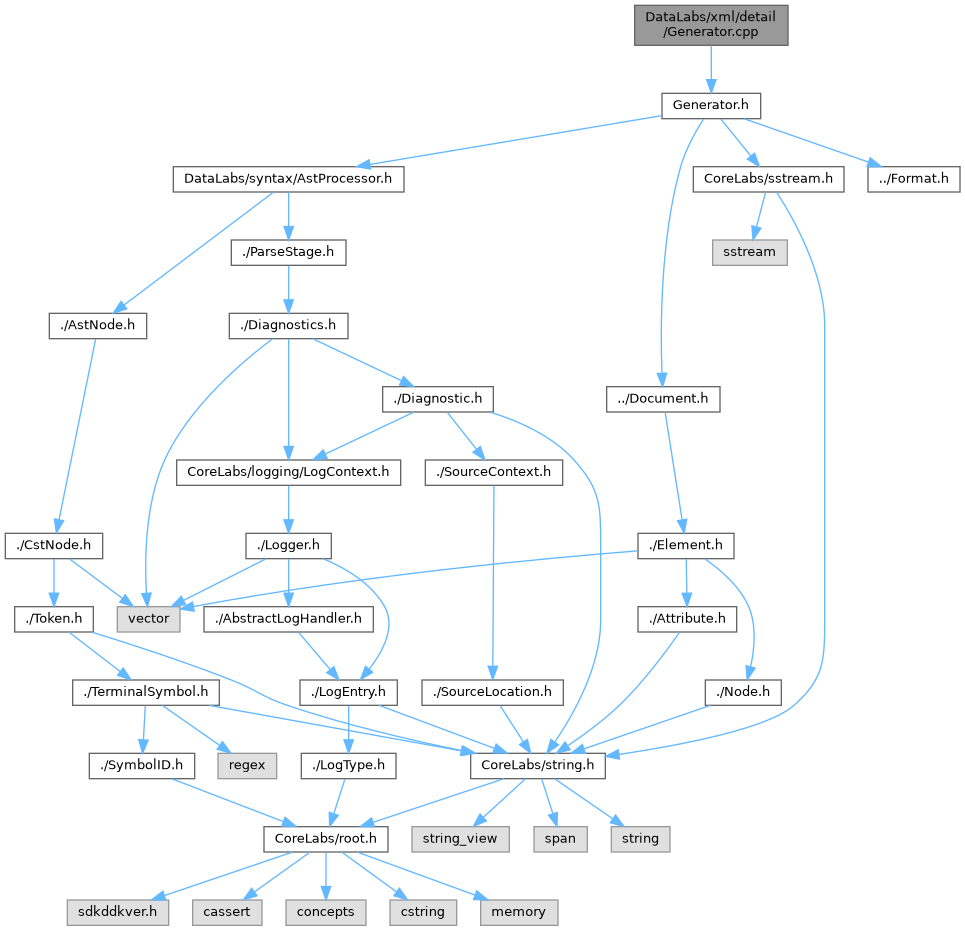 DataLabs/xml/detail
/Generator.cpp
Generator.h
DataLabs/syntax/AstProcessor.h
CoreLabs/sstream.h
../Format.h
./ParseStage.h
sstream
./AstNode.h
./Diagnostics.h
./Diagnostic.h
../Document.h
CoreLabs/logging/LogContext.h
./SourceContext.h
./CstNode.h
./Logger.h
./Element.h
./Token.h
vector
./AbstractLogHandler.h
./Attribute.h
./TerminalSymbol.h
./LogEntry.h
./SourceLocation.h
./Node.h
./SymbolID.h
regex
./LogType.h
CoreLabs/string.h
CoreLabs/root.h
string_view
span
string
sdkddkver.h
cassert
concepts
cstring
memory